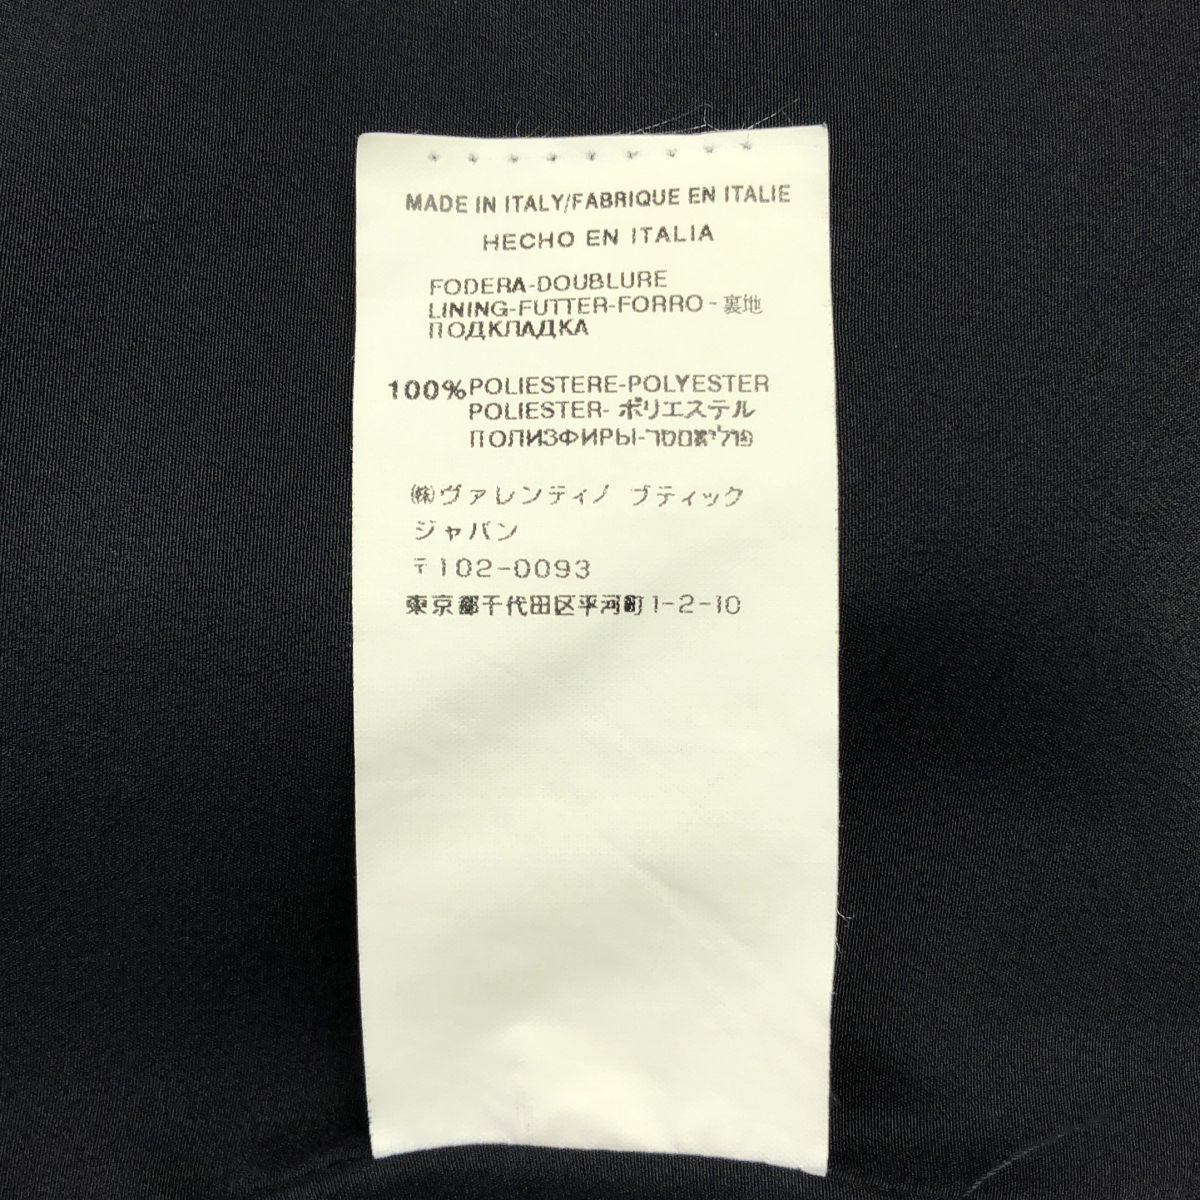 MADE IN ITALY/FABRIQUE EN ITALIE
HECHO EN ITALIA
FODERA-DOUBLURE
LINING-FUTTER-FORRO - 裏地
ПОДКЛАДКА
100% POLIESTERE-POLYESTER
POLIESTER- ポリエステル
ПОЛИЗФИРЫ-פוליאסטר
㈱ヴァレンティノ ブティック
ジャパン
〒102-0093
東京都千代田区平河町1-2-10